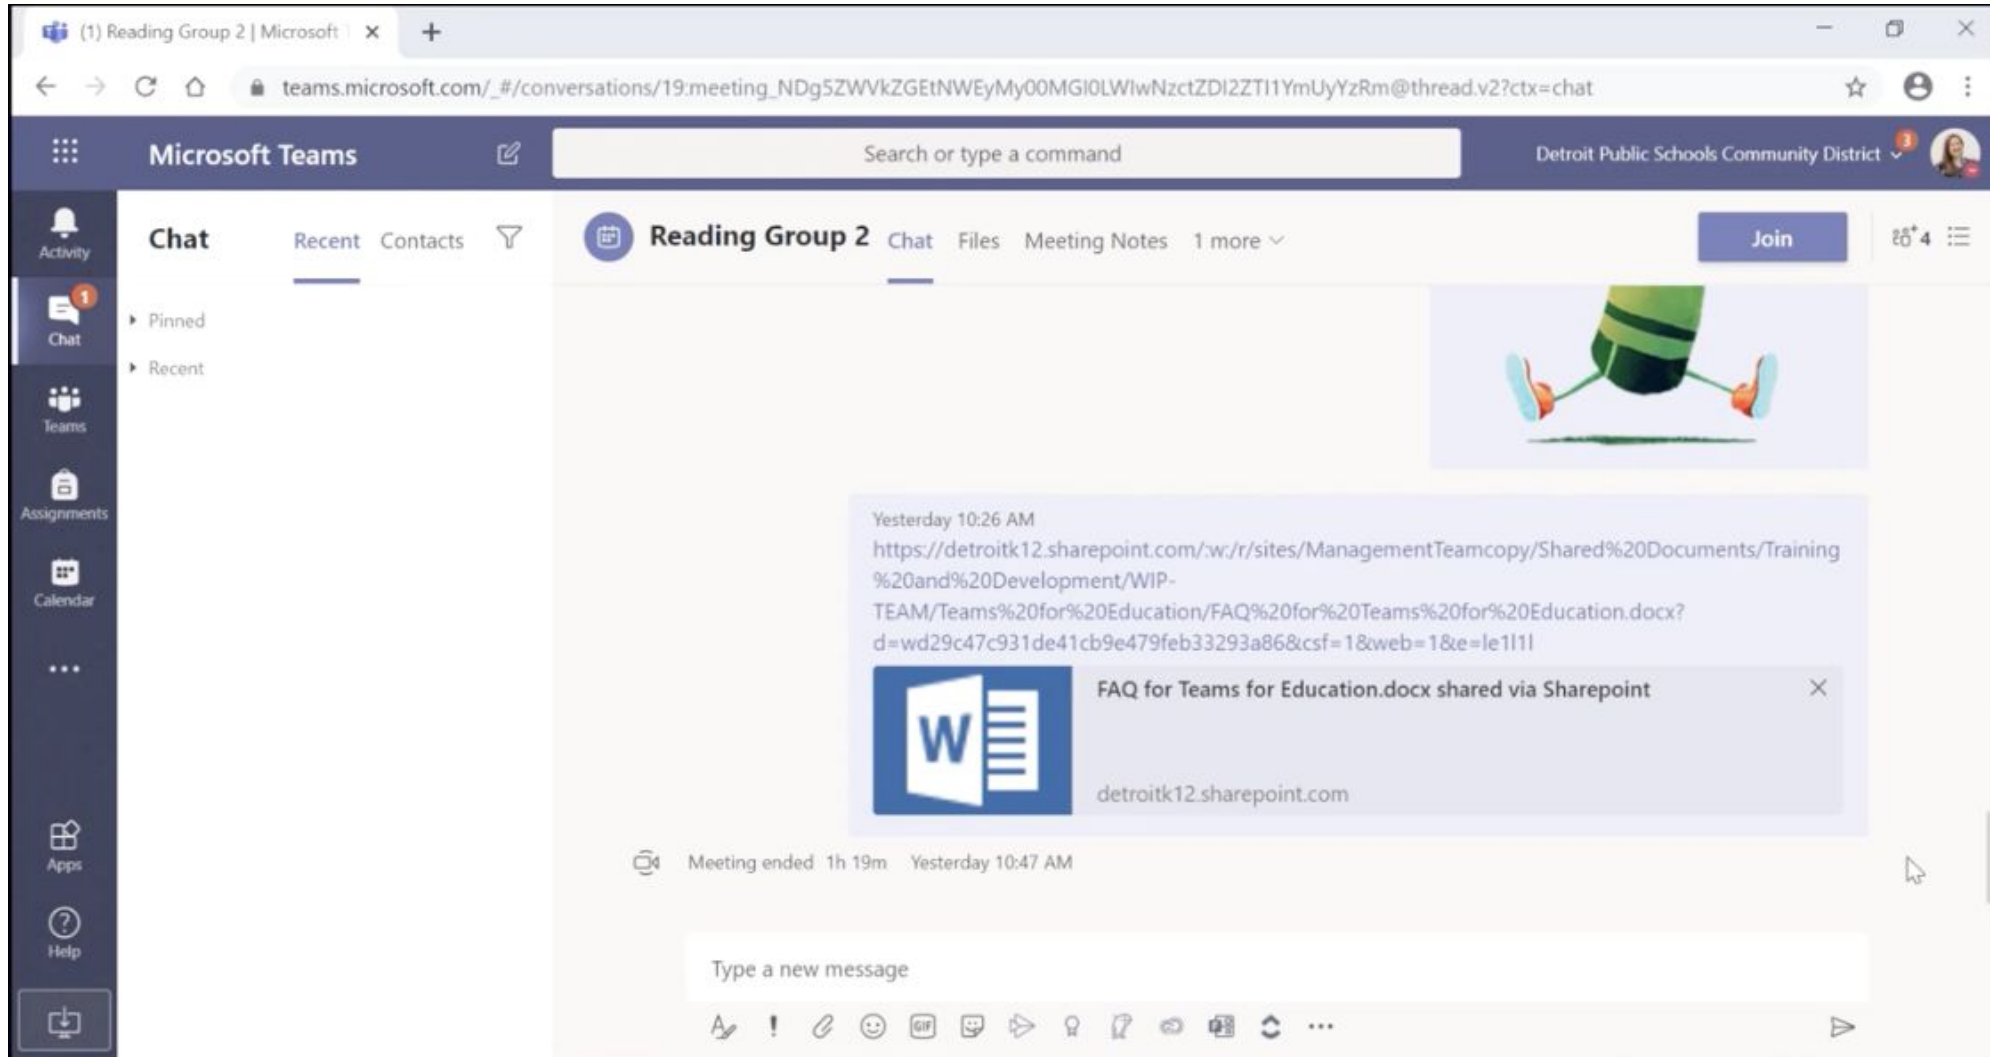 (1) Reading Group 2 | Microsoft
teams.microsoft.com/_#/conversations/19:meeting_NDg5ZWVkZGEtNWEyMy00MGI0LWIwNzctZDI2ZTI1YmUyYzRm@thread.v2?ctx=chat
Microsoft Teams
Search or type a command
Detroit Public Schools Community District
3
Activity
Chat
Recent
Contacts
Reading Group 2
Chat
Files
Meeting Notes
1 more
Join
4
1
Chat
Pinned
Recent
Teams
Assignments
Calendar
Yesterday 10:26 AM
https://detroitk12.sharepoint.com/:w:/r/sites/ManagementTeamcopy/Shared%20Documents/Training
%20and%20Development/WIP-
TEAM/Teams%20for%20Education/FAQ%20for%20Teams%20for%20Education.docx?
d=wd29c47c931de41cb9e479feb33293a86&csf=1&web=1&e=le1l1l
W
FAQ for Teams for Education.docx shared via Sharepoint
detroitk12.sharepoint.com
Meeting ended 1h 19m Yesterday 10:47 AM
Apps
Help
Type a new message
GIF